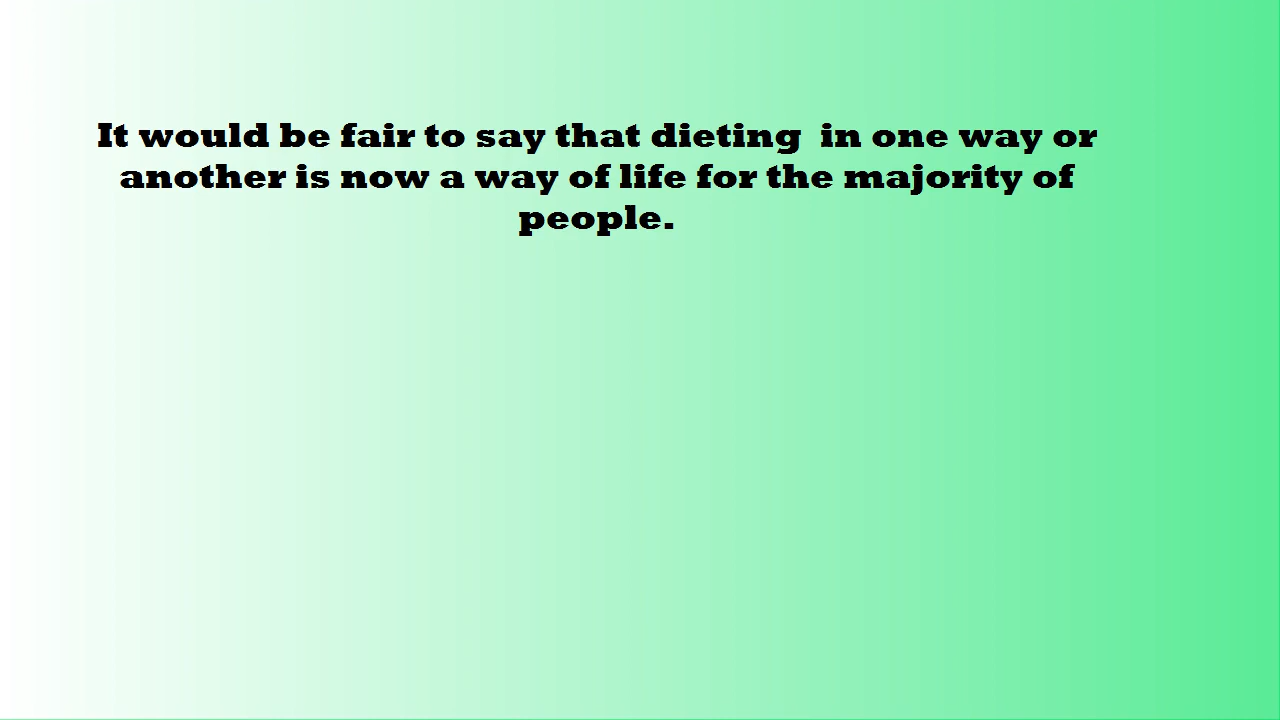 It would be fair to say that dieting  in one way or
another is now a way of life for the majority of
people.